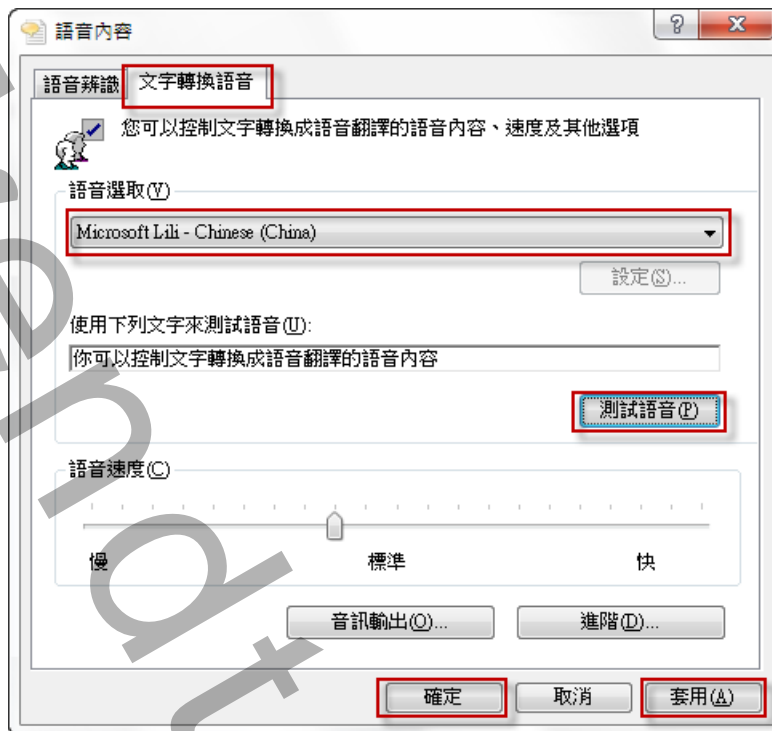 語音內容
語音辨識
文字轉換語音
您可以控制文字轉換成語音翻譯的語音內容、速度及其他選項
語音選取(V)
Microsoft Lili - Chinese (China)
設定(S)...
使用下列文字來測試語音(U):
你可以控制文字轉換成語音翻譯的語音內容
測試語音(P)
語音速度(C)
慢 標準 快
音訊輸出(O)... 進階(D)...
確定 取消 套用(A)